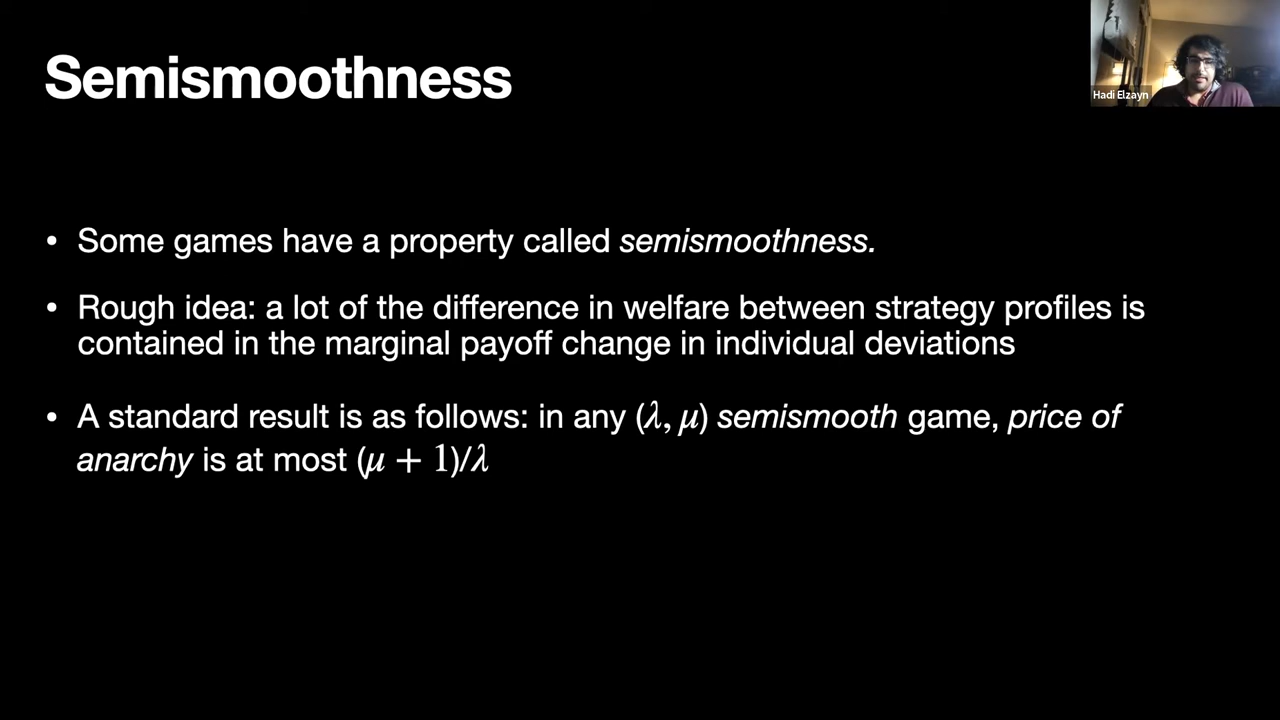 Semismoothness
Hadi Elzayn
• Some games have a property called semismoothness.
• Rough idea: a lot of the difference in welfare between strategy profiles is
contained in the marginal payoff change in individual deviations
• A standard result is as follows: in any (λ, μ) semismooth game, price of
anarchy is at most (μ + 1)/λ